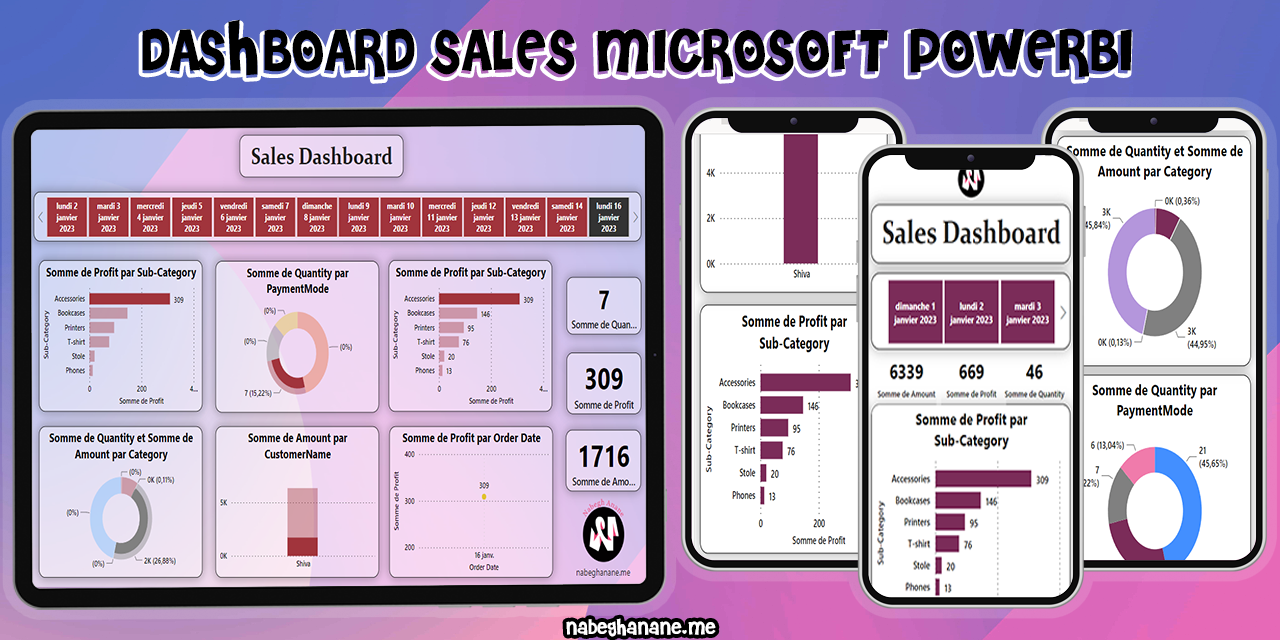 DASHBOARD SALES MICROSOFT POWERBI
Sales Dashboard
lundi 2 janvier 2023
mardi 3 janvier 2023
mercredi 4 janvier 2023
jeudi 5 janvier 2023
vendredi 6 janvier 2023
samedi 7 janvier 2023
dimanche 8 janvier 2023
lundi 9 janvier 2023
mardi 10 janvier 2023
mercredi 11 janvier 2023
jeudi 12 janvier 2023
vendredi 13 janvier 2023
samedi 14 janvier 2023
lundi 16 janvier 2023
Somme de Profit par Sub-Category
Sub-Category
Accessories 309
Bookcases
Printers
T-shirt
Stole
Phones
0 200 4...
Somme de Profit
Somme de Quantity par
PaymentMode
(0%)
(0%)
(0%)
7 (15,22%)
Somme de Profit par Sub-Category
Sub-Category
Accessories 309
Bookcases 146
Printers 95
T-shirt 76
Stole 20
Phones 13
0 200 4...
Somme de Profit
7
Somme de Quan...
309
Somme de Profit
1716
Somme de Amo...
Somme de Quantity et Somme de
Amount par Category
(0%)
0K (0,11%)
(0%)
(0%)
2K (26,88%)
Somme de Amount par
CustomerName
5K
0K
Shiva
Somme de Profit par Order Date
Somme de Profit
400
309
300
200
16 janv.
Order Date
Nabegh Anane
nabeghanane.me
4K
2K
0K
Shiva
Somme de Profit par
Sub-Category
Sub-Category
Accessories
Bookcases 146
Printers 95
T-shirt 76
Stole 20
Phones 13
0 200
Somme de Profit
Sales Dashboard
dimanche 1 janvier 2023
lundi 2 janvier 2023
mardi 3 janvier 2023
6339
Somme de Amount
669
Somme de Profit
46
Somme de Quantity
Somme de Profit par
Sub-Category
Sub-Category
Accessories 309
Bookcases 146
Printers 95
T-shirt 76
Stole 20
Phones 13
Somme de Quantity et Somme de
Amount par Category
0K (0,36%)
3K
45,84%)
0K (0,13%)
3K
(44,95%)
Somme de Quantity par
PaymentMode
6 (13,04%)
21
(45,65%)
7
22%)
nabeghanane.me